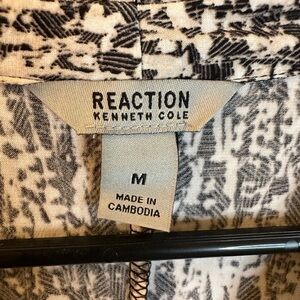 REACTION
KENNETH COLE
M
MADE IN
CAMBODIA